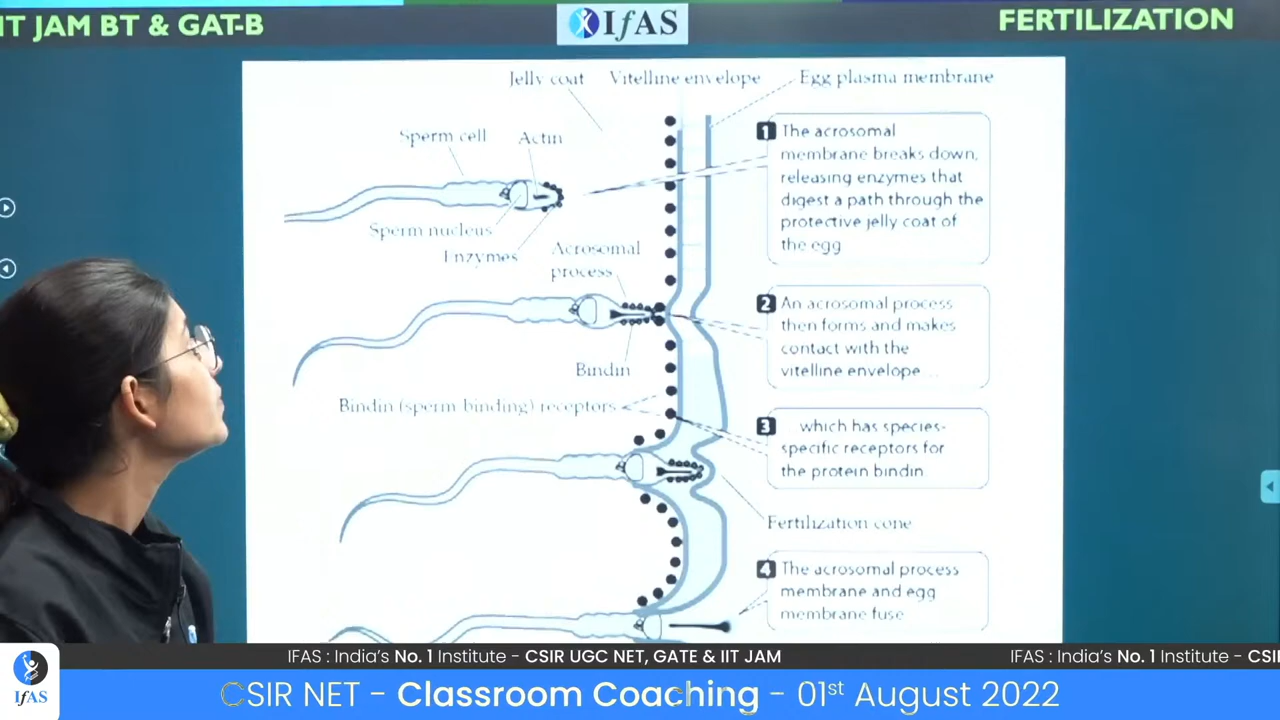 IIT JAM BT & GAT-B
IfAS
FERTILIZATION
Jelly coat
Vitelline envelope
Egg plasma membrane
Sperm cell
Actin
Sperm nucleus
Enzymes
Acrosomal
process
Bindin
Bindin (sperm-binding) receptors
1 The acrosomal
membrane breaks down,
releasing enzymes that
digest a path through the
protective jelly coat of
the egg
2 An acrosomal process
then forms and makes
contact with the
vitelline envelope...
3 which has species-
specific receptors for
the protein bindin
Fertilization cone
4 The acrosomal process
membrane and egg
membrane fuse
IFAS : India's No. 1 Institute - CSIR UGC NET, GATE & IIT JAM
IFAS : India's No. 1 Institute - CSI
IfAS
CSIR NET - Classroom Coaching - 01st August 2022